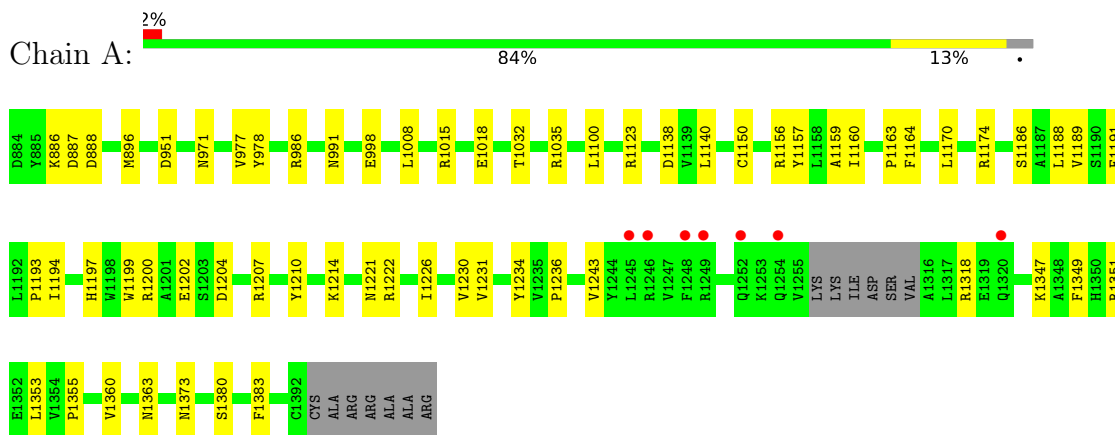 2%
Chain A:
84% 13% •
D884 Y885 K886 D887 D888 M896 D951 N971 V977 Y978 R986 N991 E998 L1008 R1015 E1018 T1032 R1035 L1100 R1123 D1138 V1139 L1140 C1150 R1156 Y1157 L1158 A1159 I1160 P1163 F1164 L1170 R1174 S1186 A1187 L1188 V1189 S1190 E1191
L1192 P1193 I1194 H1197 W1198 W1199 R1200 A1201 E1202 S1203 D1204 R1207 Y1210 K1214 N1221 R1222 I1226 V1230 V1231 Y1234 V1235 P1236 V1243 Y1244 L1245 R1246 V1247 F1248 R1249 Q1252 K1253 Q1254 V1255 LYS LYS ILE ASP SER VAL A1316 L1317 R1318 E1319 Q1320 K1347 A1348 F1349 H1350
E1352 L1353 V1354 P1355 V1360 N1363 N1373 S1380 F1383 C1392 CYS ALA ARG ARG ALA ALA ARG